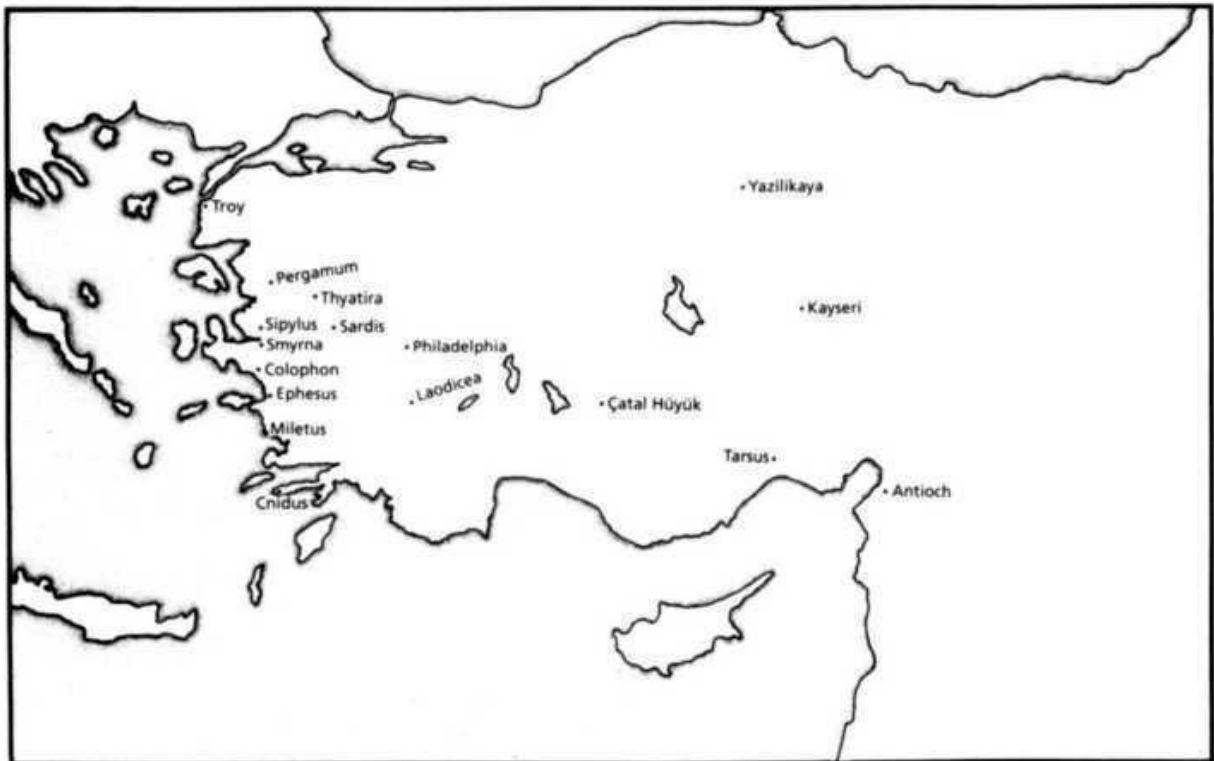 Yazilikaya
Troy
Pergamum
Thyatira
Kayseri
Sipylus
Sardis
Smyrna
Philadelphia
Colophon
Laodicea
Ephesus
Çatal Hüyük
Miletus
Tarsus
Antioch
Cnidus